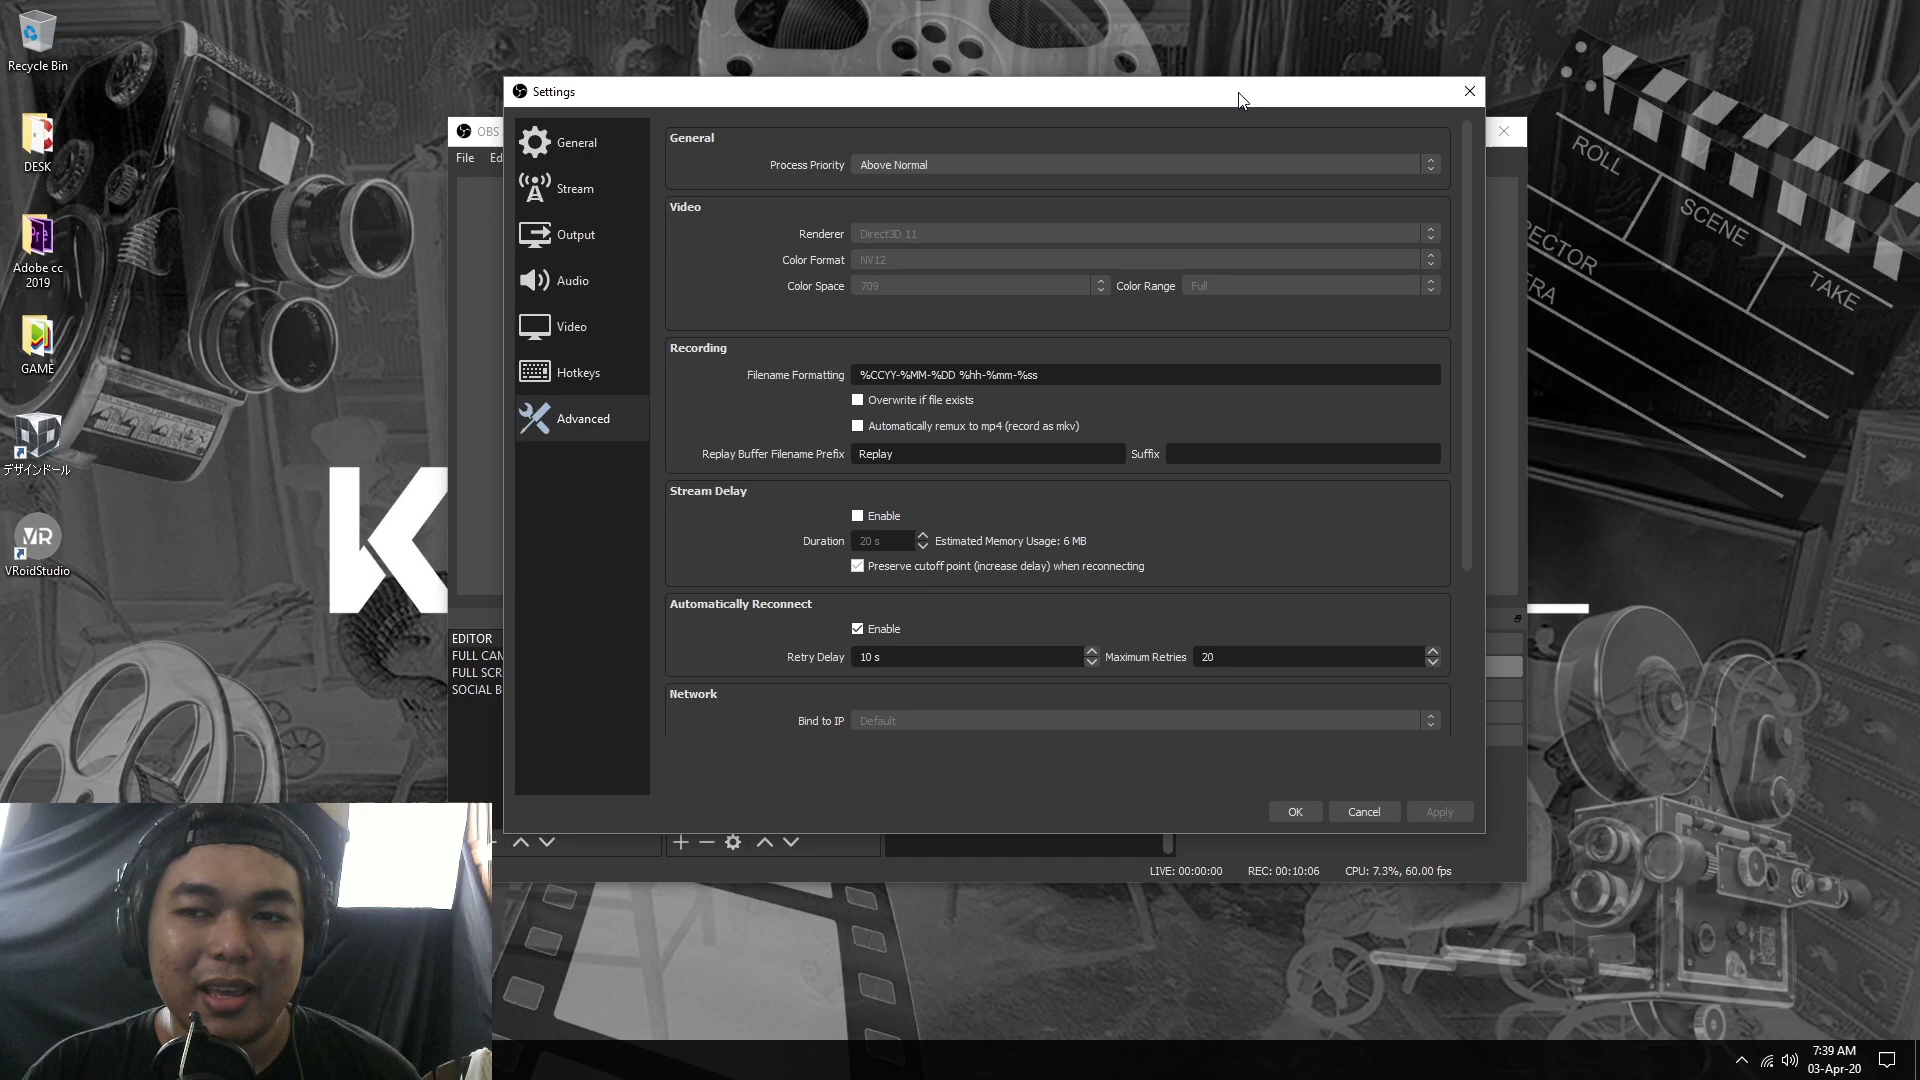 Recycle Bin
DESK
Adobe cc
2019
GAME
デザインドール
VRoidStudio
K
ROLL
SCENE
TAKE
OBS
File
EDITOR
FULL SCR
SOCIAL B
Settings
General
Stream
Output
Audio
Video
Hotkeys
Advanced
General
Process Priority Above Normal
Video
Renderer Direct3D 11
Color Format NV12
Color Space 709 Color Range Full
Recording
Filename Formatting %CCYY-%MM-%DD %hh-%mm-%ss
Overwrite if file exists
Automatically remux to mp4 (record as mkv)
Replay Buffer Filename Prefix Replay Suffix
Stream Delay
Enable
Duration 20 s Estimated Memory Usage: 6 MB
Preserve cutoff point (increase delay) when reconnecting
Automatically Reconnect
Enable
Retry Delay 10 s Maximum Retries 20
Network
Bind to IP Default
OK Cancel Apply
LIVE: 00:00:00 REC: 00:10:06 CPU: 7.3%, 60.00 fps
7:39 AM
03-Apr-20